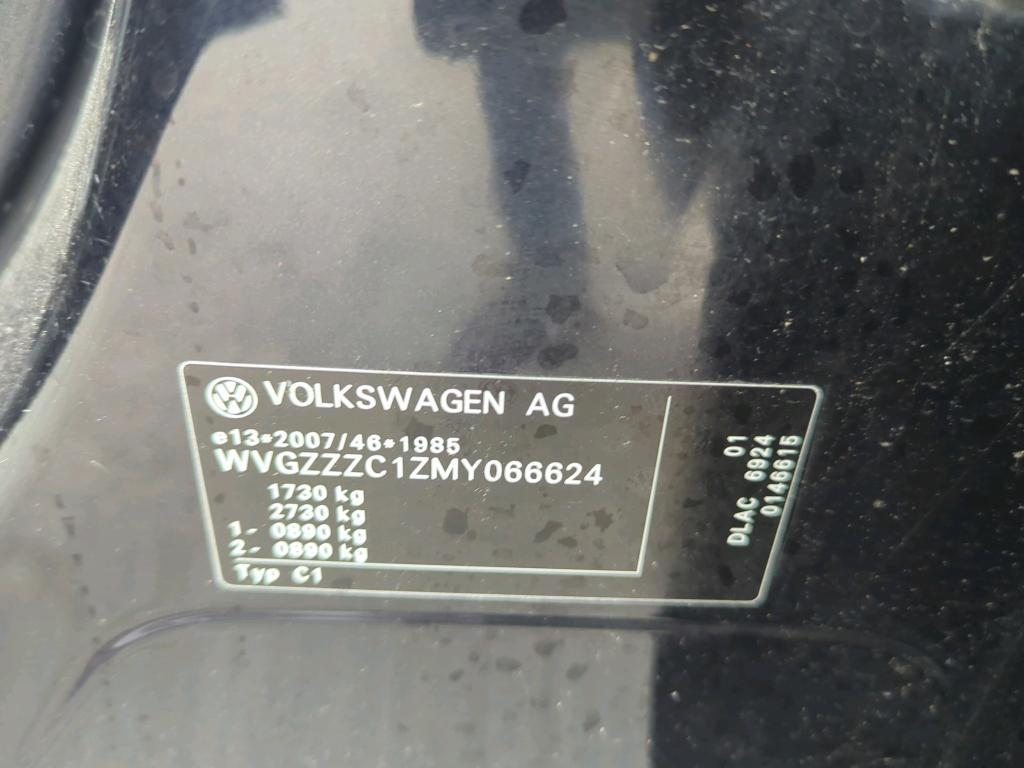 VOLKSWAGEN AG
e13*2007/46*1985
WVGZZZC1ZMY066624
1730 kg
2730 kg
1- 0890 kg
2- 0890 kg
Typ C1
01
DLAC 6924
0146615